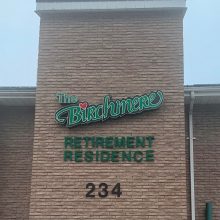 The
Birchmere
RETIREMENT
RESIDENCE
234